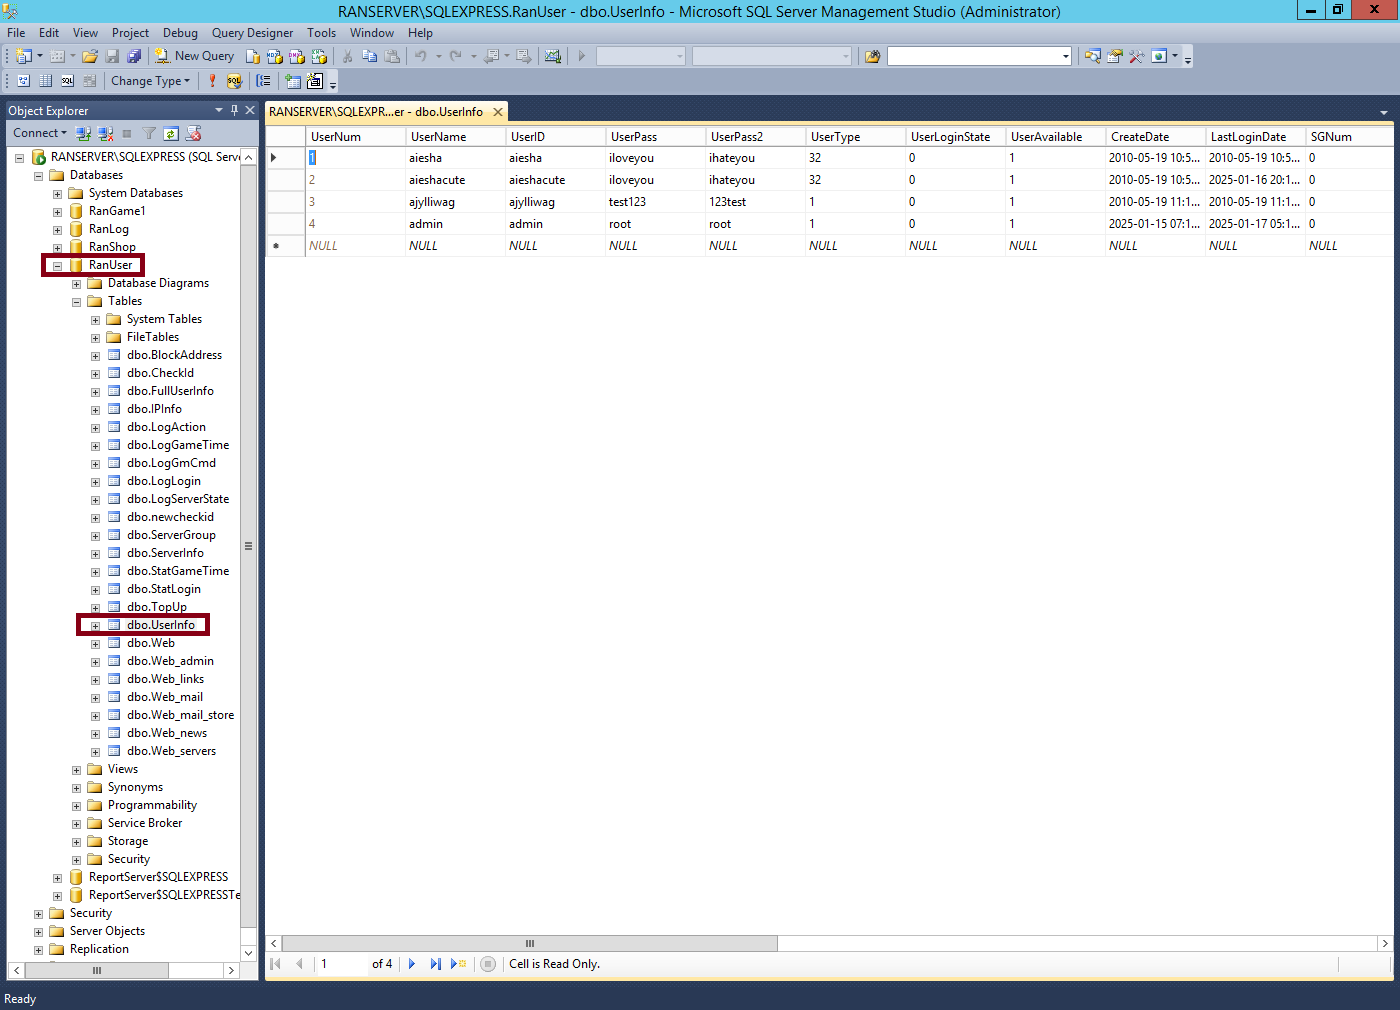 RANSERVER\SQLEXPRESS.RanUser - dbo.UserInfo - Microsoft SQL Server Management Studio (Administrator)
File Edit View Project Debug Query Designer Tools Window Help
New Query
Change Type
Object Explorer
Connect
RANSERVER\SQLEXPRESS (SQL Serve
Databases
System Databases
RanGame1
RanLog
RanShop
RanUser
Database Diagrams
Tables
System Tables
FileTables
dbo.BlockAddress
dbo.CheckId
dbo.FullUserInfo
dbo.IPInfo
dbo.LogAction
dbo.LogGameTime
dbo.LogGmCmd
dbo.LogLogin
dbo.LogServerState
dbo.newcheckid
dbo.ServerGroup
dbo.ServerInfo
dbo.StatGameTime
dbo.StatLogin
dbo.TopUp
dbo.UserInfo
dbo.Web
dbo.Web_admin
dbo.Web_links
dbo.Web_mail
dbo.Web_mail_store
dbo.Web_news
dbo.Web_servers
Views
Synonyms
Programmability
Service Broker
Storage
Security
ReportServer$SQLEXPRESS
ReportServer$SQLEXPRESSTe
Security
Server Objects
Replication
RANSERVER\SQLEXPR...er - dbo.UserInfo
UserNum UserName UserID UserPass UserPass2 UserType UserLoginState UserAvailable CreateDate LastLoginDate SGNum
1 aiesha aiesha iloveyou ihateyou 32 0 1 2010-05-19 10:5... 2010-05-19 10:5... 0
2 aieshacute aieshacute iloveyou ihateyou 32 0 1 2010-05-19 10:5... 2025-01-16 20:1... 0
3 ajylliwag ajylliwag test123 123test 1 0 1 2010-05-19 11:1... 2010-05-19 11:1... 0
4 admin admin root root 1 0 1 2025-01-15 07:1... 2025-01-17 05:1... 0
NULL NULL NULL NULL NULL NULL NULL NULL NULL NULL NULL
1 of 4 Cell is Read Only.
Ready